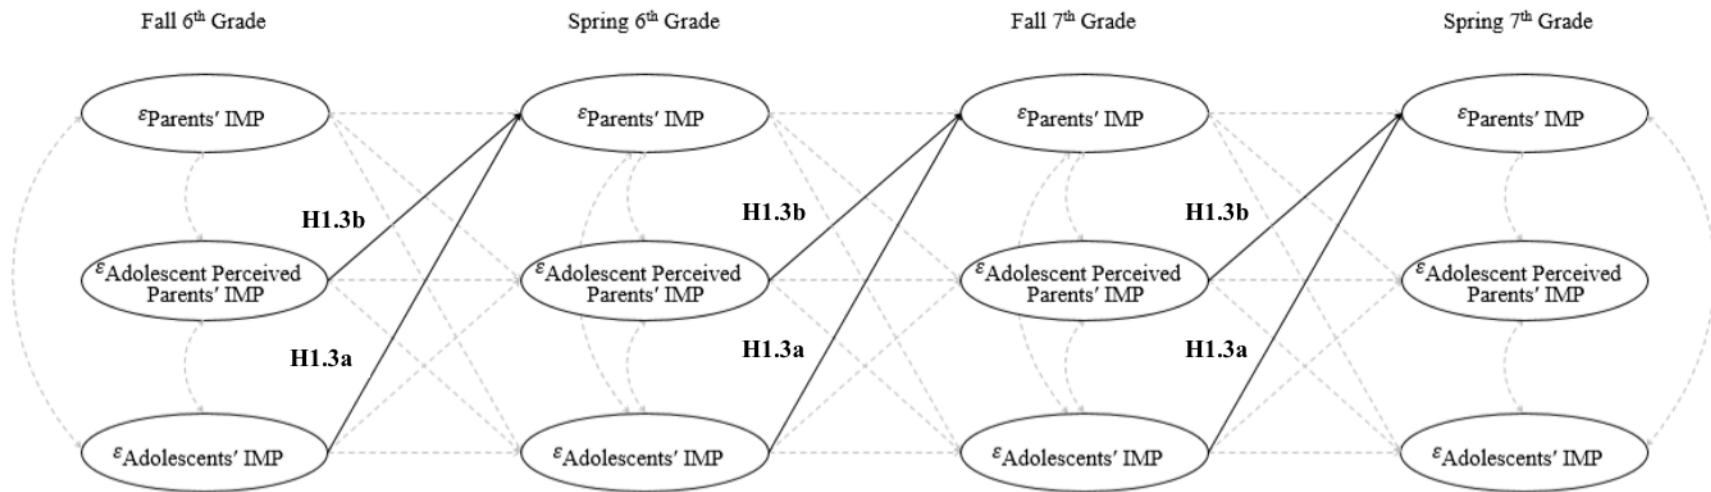 Fall 6th Grade
Spring 6th Grade
Fall 7th Grade
Spring 7th Grade
εParents' IMP
εParents' IMP
εParents' IMP
εParents' IMP
H1.3b
H1.3b
H1.3b
εAdolescent Perceived
Parents' IMP
εAdolescent Perceived
Parents' IMP
εAdolescent Perceived
Parents' IMP
εAdolescent Perceived
Parents' IMP
H1.3a
H1.3a
H1.3a
εAdolescents' IMP
εAdolescents' IMP
εAdolescents' IMP
εAdolescents' IMP